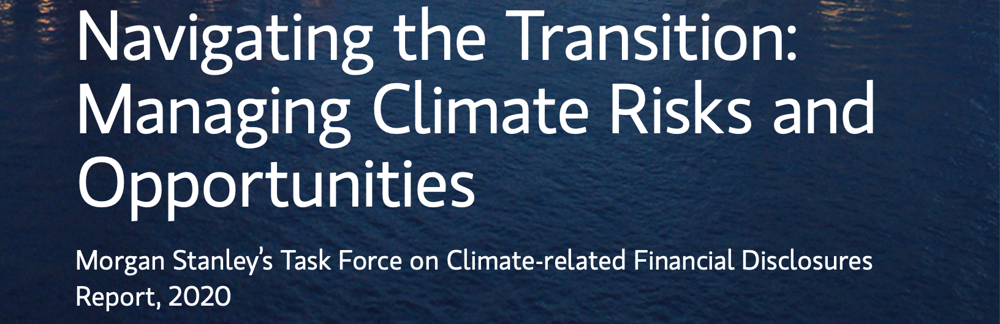 Navigating the Transition:
Managing Climate Risks and
Opportunities
Morgan Stanley’s Task Force on Climate-related Financial Disclosures
Report, 2020